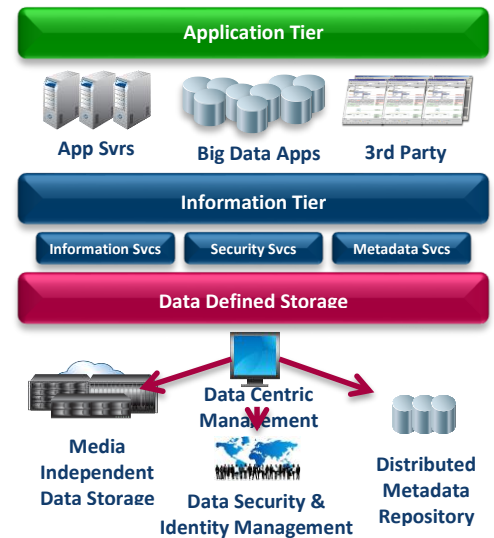 Application Tier
App Svrs
Big Data Apps
3rd Party
Information Tier
Information Svcs
Security Svcs
Metadata Svcs
Data Defined Storage
Data Centric
Management
Media
Independent
Data Storage
Data Security &
Identity Management
Distributed
Metadata
Repository